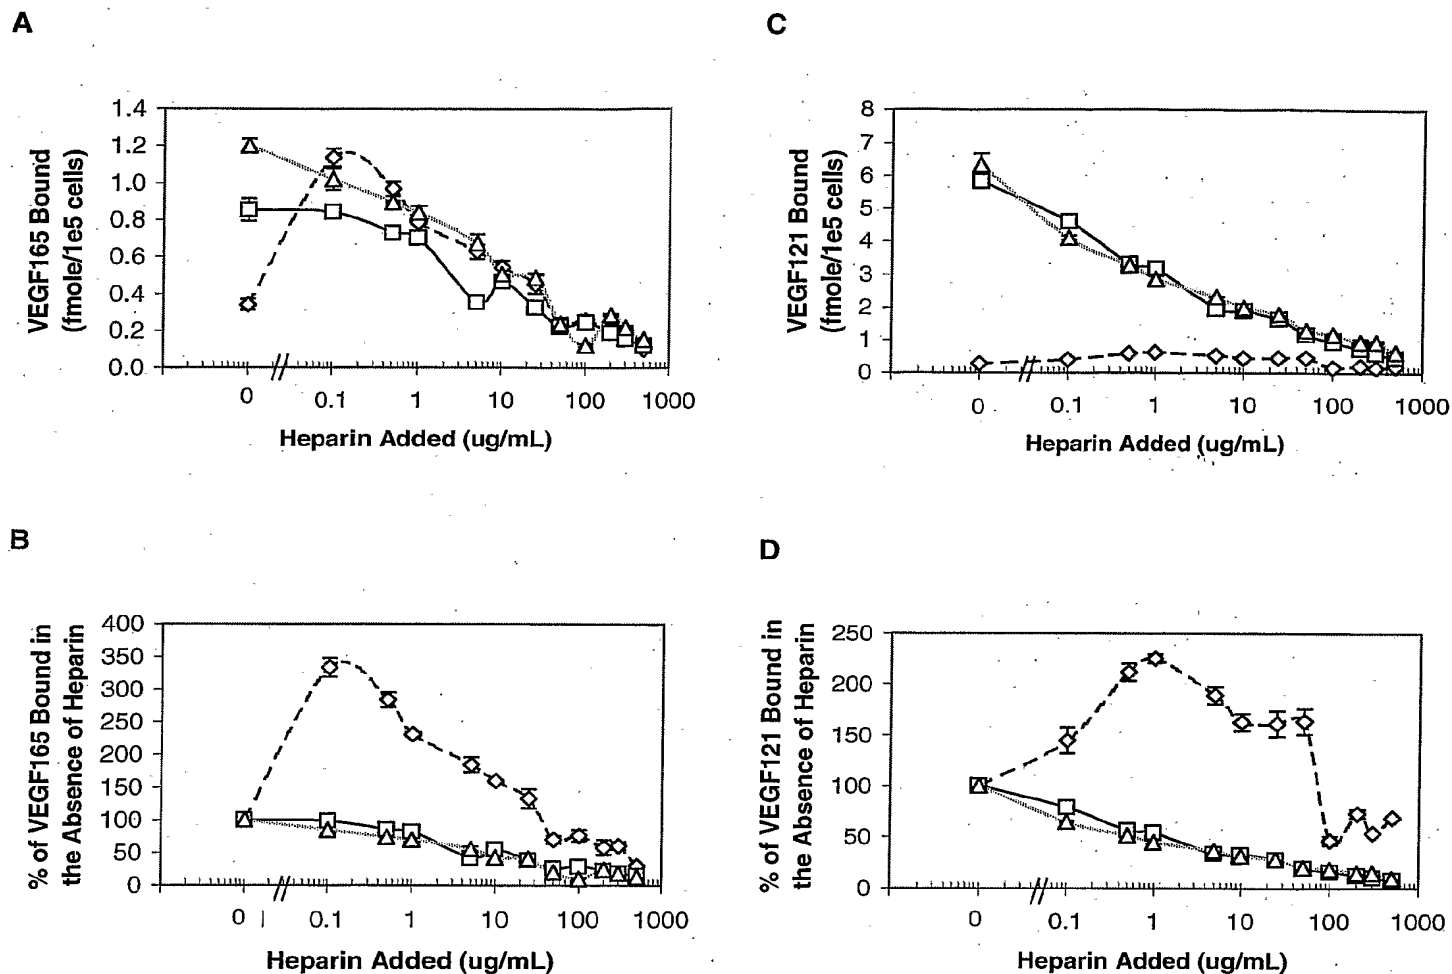 A
VEGF165 Bound
(fmole/1e5 cells)
1.4
1.2
1.0
0.8
0.6
0.4
0.2
0.0
0 0.1 1 10 100 1000
Heparin Added (ug/mL)
C
VEGF121 Bound
(fmole/1e5 cells)
8
7
6
5
4
3
2
1
0
0 0.1 1 10 100 1000
Heparin Added (ug/mL)
B
% of VEGF165 Bound in
the Absence of Heparin
400
350
300
250
200
150
100
50
0
0 0.1 1 10 100 1000
Heparin Added (ug/mL)
D
% of VEGF121 Bound in
the Absence of Heparin
250
200
150
100
50
0
0 0.1 1 10 100 1000
Heparin Added (ug/mL)